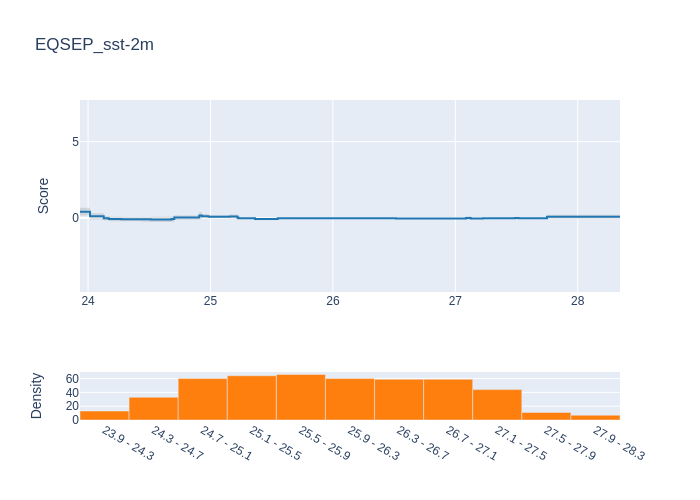 EQSEP_sst-2m
Score
5
0
24 25 26 27 28
Density
60
40
20
0
23.9 - 24.3
24.3 - 24.7
24.7 - 25.1
25.1 - 25.5
25.5 - 25.9
25.9 - 26.3
26.3 - 26.7
26.7 - 27.1
27.1 - 27.5
27.5 - 27.9
27.9 - 28.3